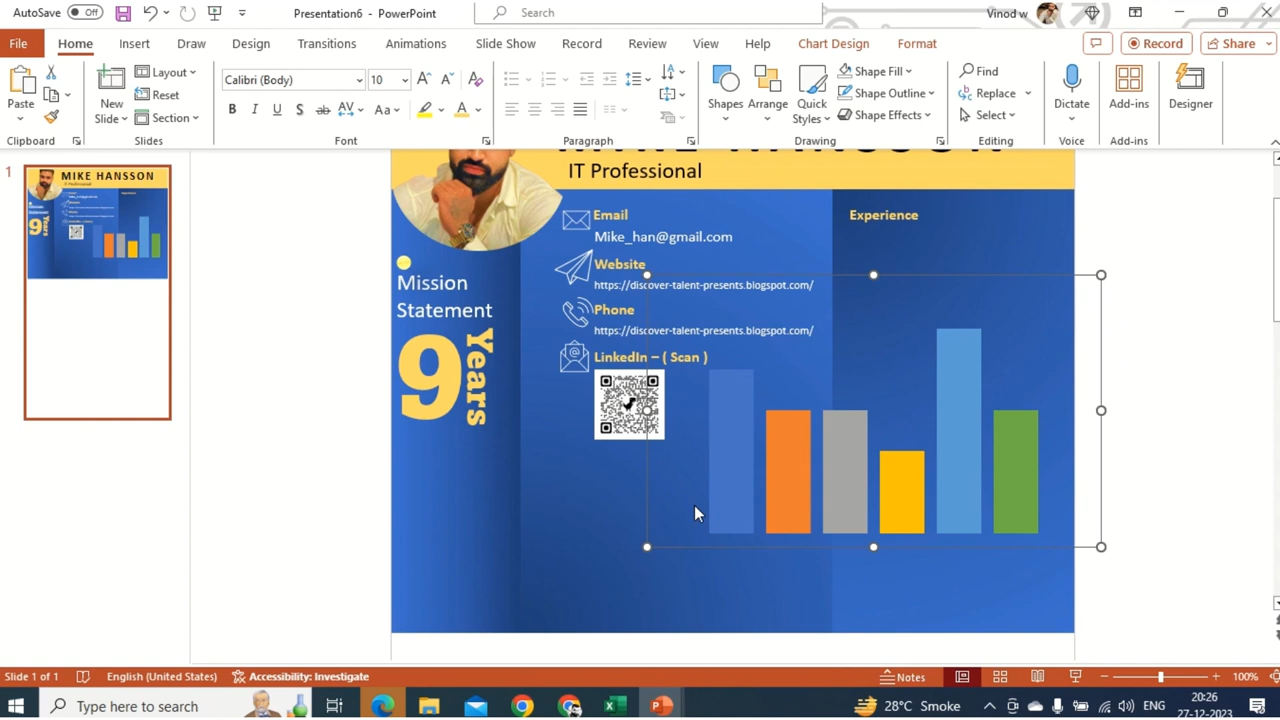 AutoSave Off Presentation6 - PowerPoint Search Vinod w
File Home Insert Draw Design Transitions Animations Slide Show Record Review View Help Chart Design Format Record Share
Paste
Clipboard
New Slide
Layout
Reset
Section
Slides
Calibri (Body) 10
Font
Paragraph
Shapes
Arrange
Quick Styles
Shape Fill
Shape Outline
Shape Effects
Drawing
Find
Replace
Select
Editing
Dictate
Voice
Add-ins
Add-ins
Designer
1
MIKE HANSSON
IT Professional
Email
Mike_han@gmail.com
Website
https://discover-talent-presents.blogspot.com/
Phone
https://discover-talent-presents.blogspot.com/
LinkedIn – ( Scan )
Mission
Statement
9 Years
Experience
Slide 1 of 1 English (United States) Accessibility: Investigate Notes 100%
Type here to search 28°C Smoke ENG 20:26
27-12-2023